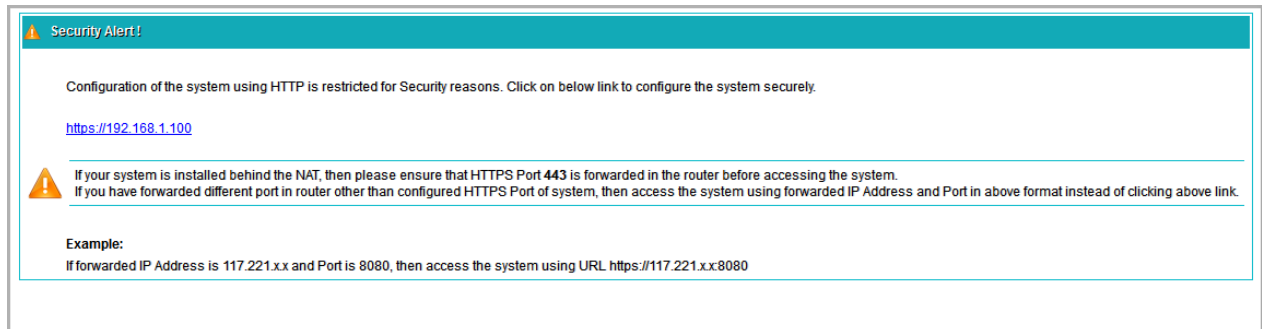 Security Alert !
Configuration of the system using HTTP is restricted for Security reasons. Click on below link to configure the system securely.
https://192.168.1.100
If your system is installed behind the NAT, then please ensure that HTTPS Port 443 is forwarded in the router before accessing the system.
If you have forwarded different port in router other than configured HTTPS Port of system, then access the system using forwarded IP Address and Port in above format instead of clicking above link.
Example:
If forwarded IP Address is 117.221.x.x and Port is 8080, then access the system using URL https://117.221.x.x:8080